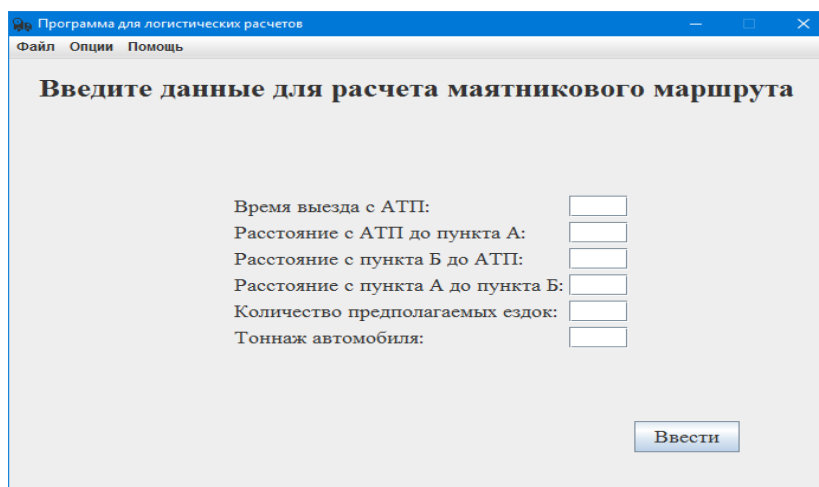 Программа для логистических расчетов
Файл Опции Помощь
Введите данные для расчета маятникового маршрута
Время выезда с АТП:
Расстояние с АТП до пункта А:
Расстояние с пункта Б до АТП:
Расстояние с пункта А до пункта Б:
Количество предполагаемых ездок:
Тоннаж автомобиля:
Ввести